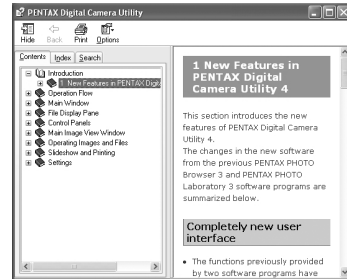 PENTAX Digital Camera Utility
Hide Back Print Options
Contents Index Search
Introduction
1 New Features in PENTAX Digit
Operation Flow
Main Window
File Display Pane
Control Panels
Main Image View Window
Operating Images and Files
Slideshow and Printing
Settings
1 New Features in
PENTAX Digital
Camera Utility 4
This section introduces the new
features of PENTAX Digital Camera
Utility 4.
The changes in the new software
from the previous PENTAX PHOTO
Browser 3 and PENTAX PHOTO
Laboratory 3 software programs are
summarized below.
Completely new user
interface
• The functions previously provided
by two software programs have